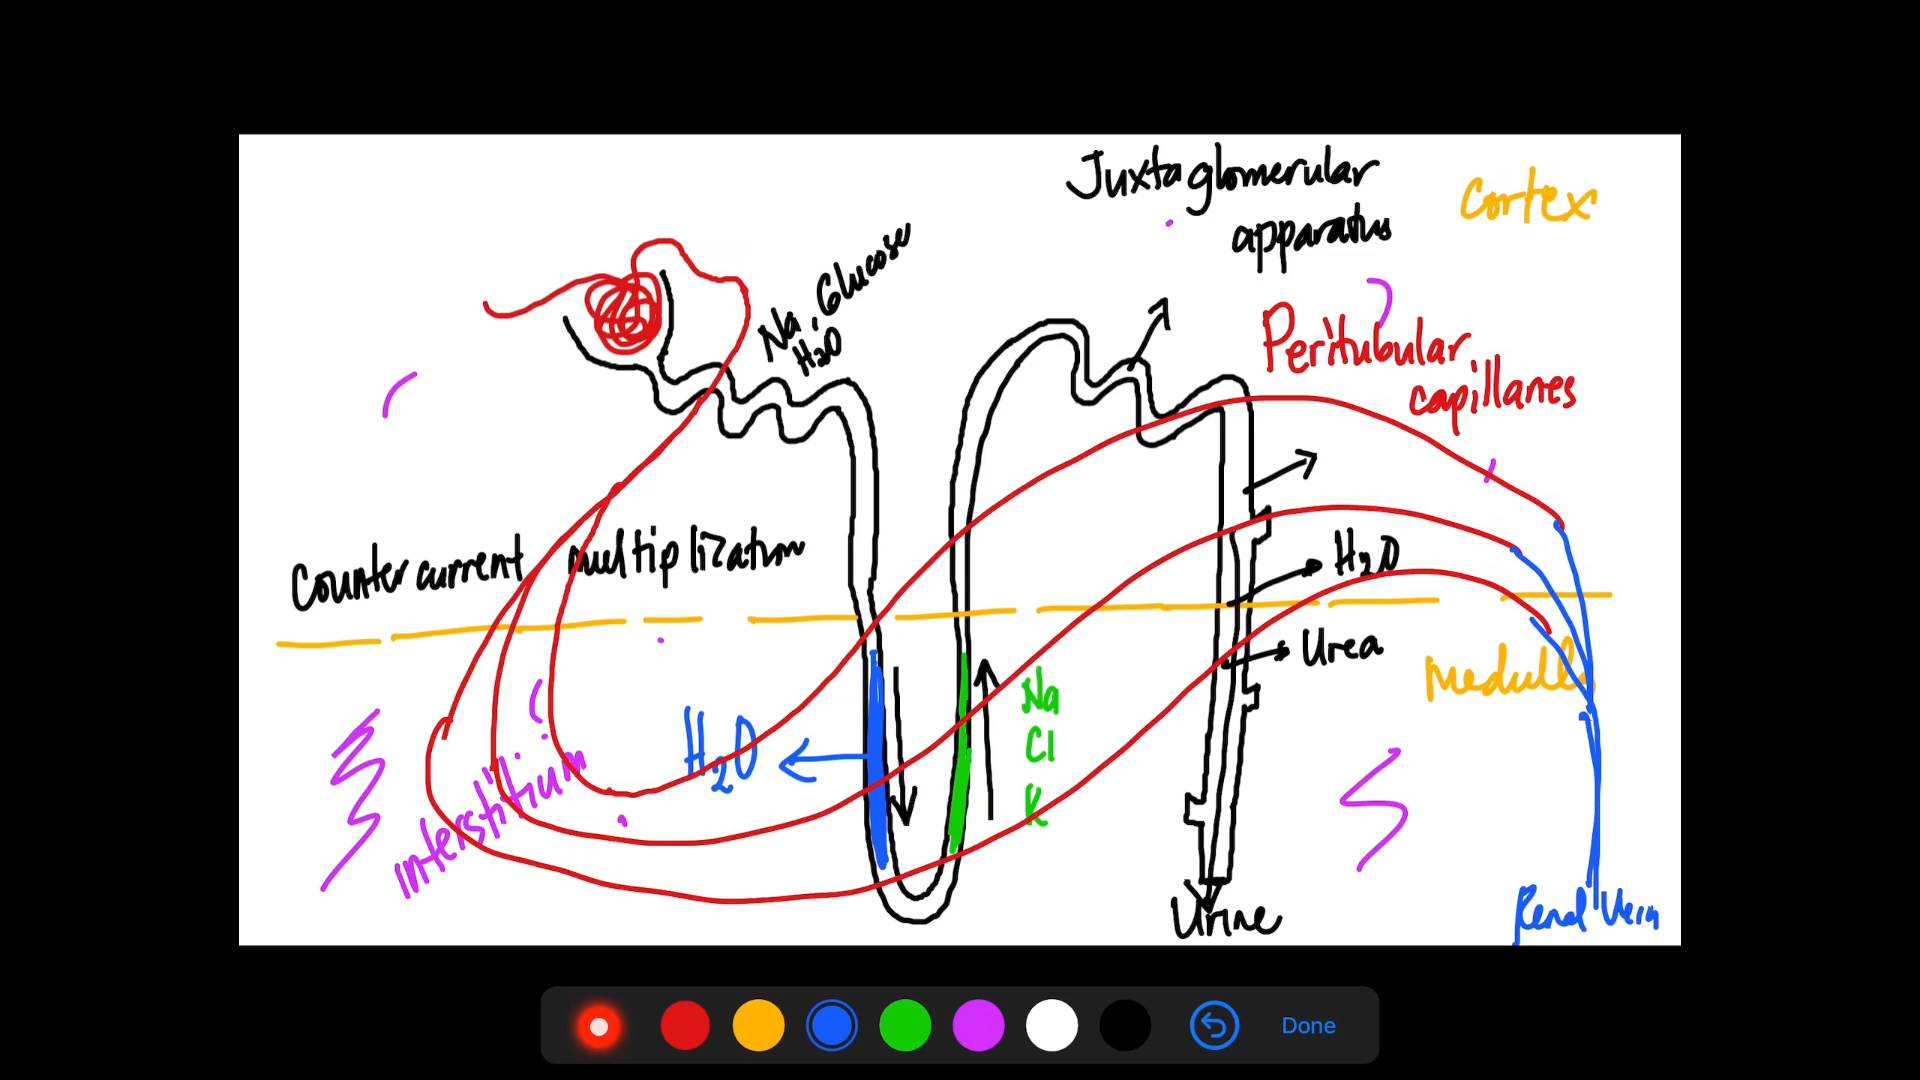 Juxtaglomerular
apparatus
Cortex
Na, Glucose
H2O
Peritubular
capillaries
Counter current multiplication
H2O
Urea
Medulla
Na
Cl
K
H2O
interstitium
Urine
Renal Vein
Done